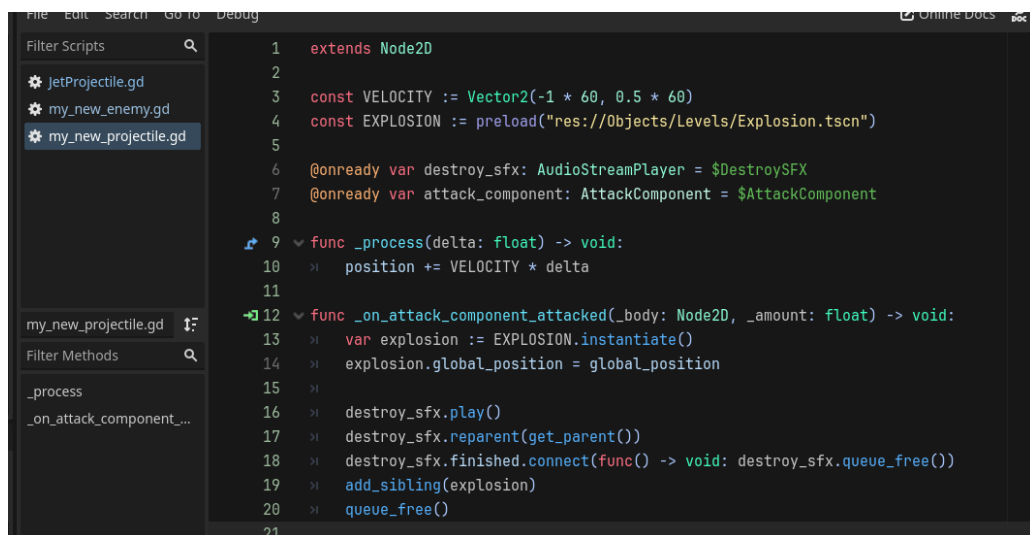 File Edit Search Go To Debug Online Docs
Filter Scripts
JetProjectile.gd
my_new_enemy.gd
my_new_projectile.gd
my_new_projectile.gd
Filter Methods
_process
_on_attack_component_...
1 extends Node2D
2
3 const VELOCITY := Vector2(-1 * 60, 0.5 * 60)
4 const EXPLOSION := preload("res://Objects/Levels/Explosion.tscn")
5
6 @onready var destroy_sfx: AudioStreamPlayer = $DestroySFX
7 @onready var attack_component: AttackComponent = $AttackComponent
8
9 func _process(delta: float) -> void:
10 position += VELOCITY * delta
11
12 func _on_attack_component_attacked(_body: Node2D, _amount: float) -> void:
13 var explosion := EXPLOSION.instantiate()
14 explosion.global_position = global_position
15
16 destroy_sfx.play()
17 destroy_sfx.reparent(get_parent())
18 destroy_sfx.finished.connect(func() -> void: destroy_sfx.queue_free())
19 add_sibling(explosion)
20 queue_free()
21